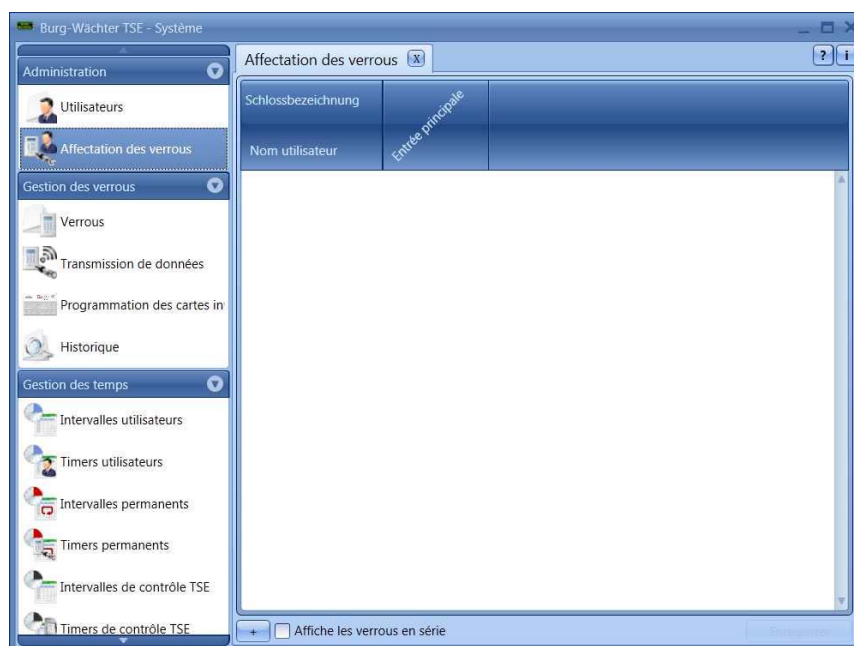 Burg-Wächter TSE - Système
Administration
Utilisateurs
Affectation des verrous
Gestion des verrous
Verrous
Transmission de données
Programmation des cartes in
Historique
Gestion des temps
Intervalles utilisateurs
Timers utilisateurs
Intervalles permanents
Timers permanents
Intervalles de contrôle TSE
Timers de contrôle TSE
Affectation des verrous X
? i
Schlossbezeichnung
Nom utilisateur
Entrée principale
+ Affiche les verrous en série
Enregistrer